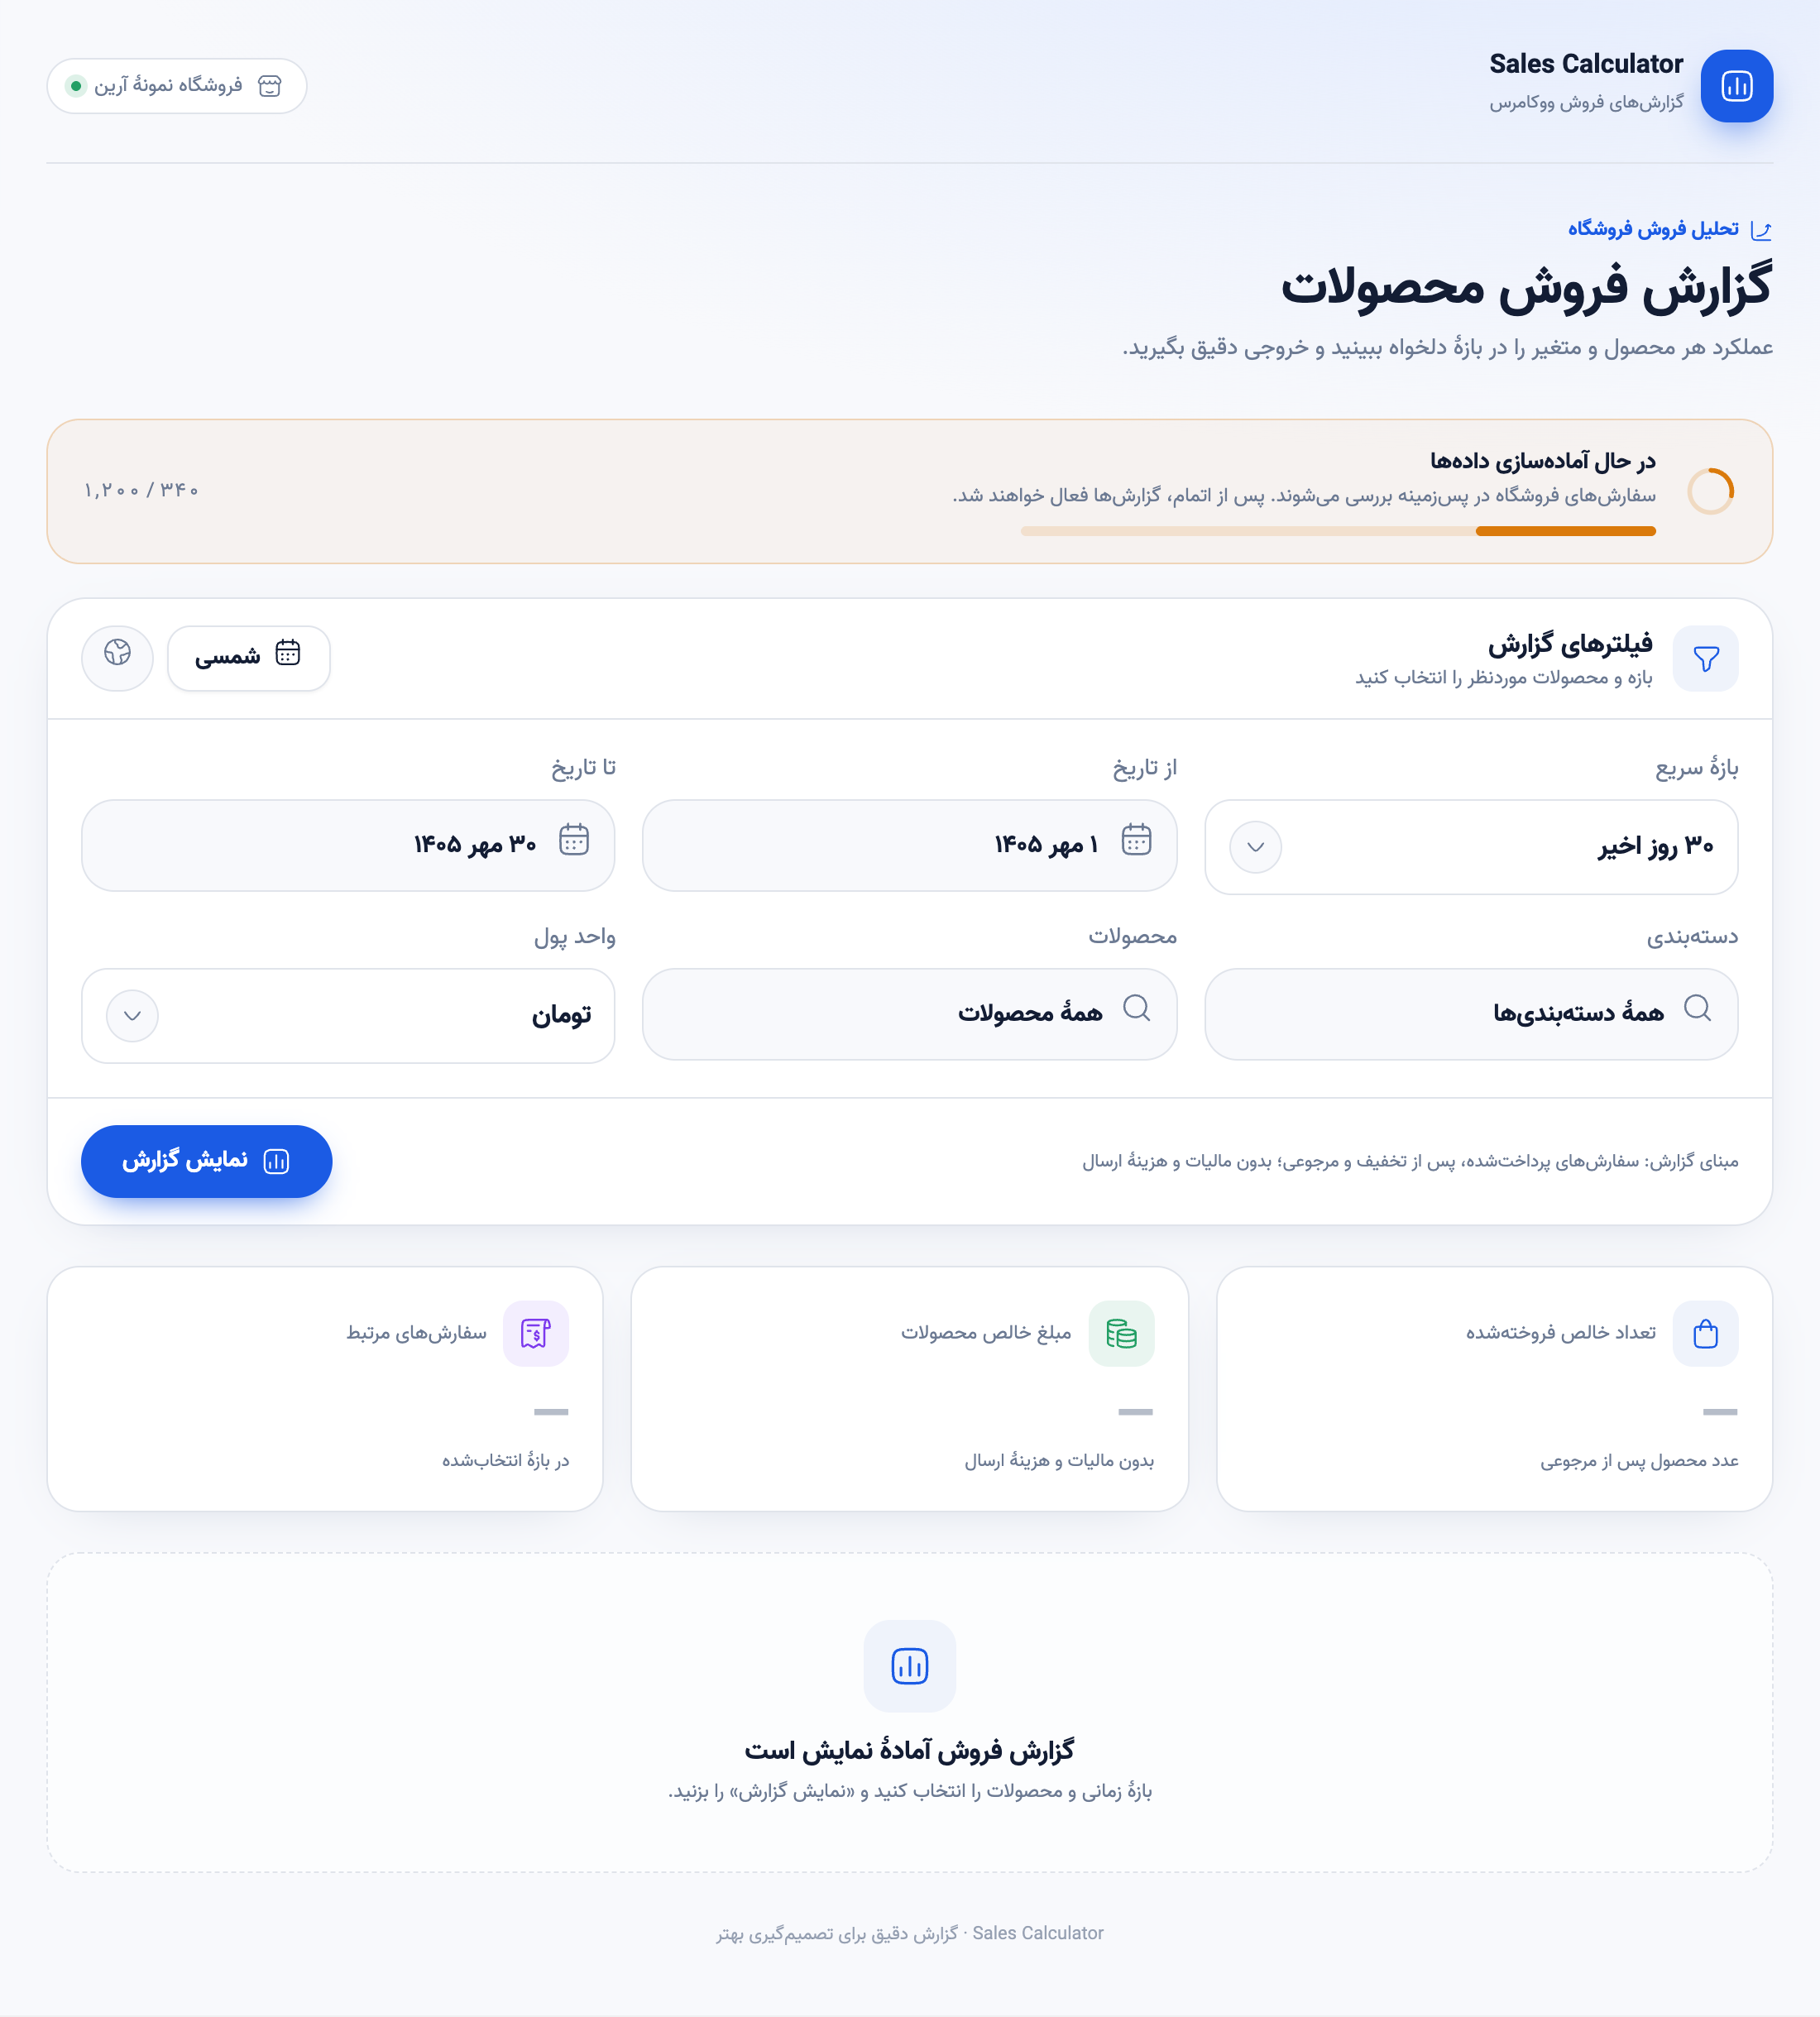 Sales Calculator
گزارش‌های فروش ووکامرس
فروشگاه نمونهٔ آرین
تحلیل فروش فروشگاه
گزارش فروش محصولات
عملکرد هر محصول و متغیر را در بازهٔ دلخواه ببینید و خروجی دقیق بگیرید.
در حال آماده‌سازی داده‌ها
سفارش‌های فروشگاه در پس‌زمینه بررسی می‌شوند. پس از اتمام، گزارش‌ها فعال خواهند شد.
۳۴۰ / ۱,۲۰۰
فیلترهای گزارش
بازه و محصولات موردنظر را انتخاب کنید
شمسی
بازهٔ سریع
۳۰ روز اخیر
از تاریخ
۱ مهر ۱۴۰۵
تا تاریخ
۳۰ مهر ۱۴۰۵
دسته‌بندی
همهٔ دسته‌بندی‌ها
محصولات
همهٔ محصولات
واحد پول
تومان
مبنای گزارش: سفارش‌های پرداخت‌شده، پس از تخفیف و مرجوعی؛ بدون مالیات و هزینهٔ ارسال
نمایش گزارش
تعداد خالص فروخته‌شده
—
عدد محصول پس از مرجوعی
مبلغ خالص محصولات
—
بدون مالیات و هزینهٔ ارسال
سفارش‌های مرتبط
—
در بازهٔ انتخاب‌شده
گزارش فروش آمادهٔ نمایش است
بازهٔ زمانی و محصولات را انتخاب کنید و «نمایش گزارش» را بزنید.
Sales Calculator · گزارش دقیق برای تصمیم‌گیری بهتر